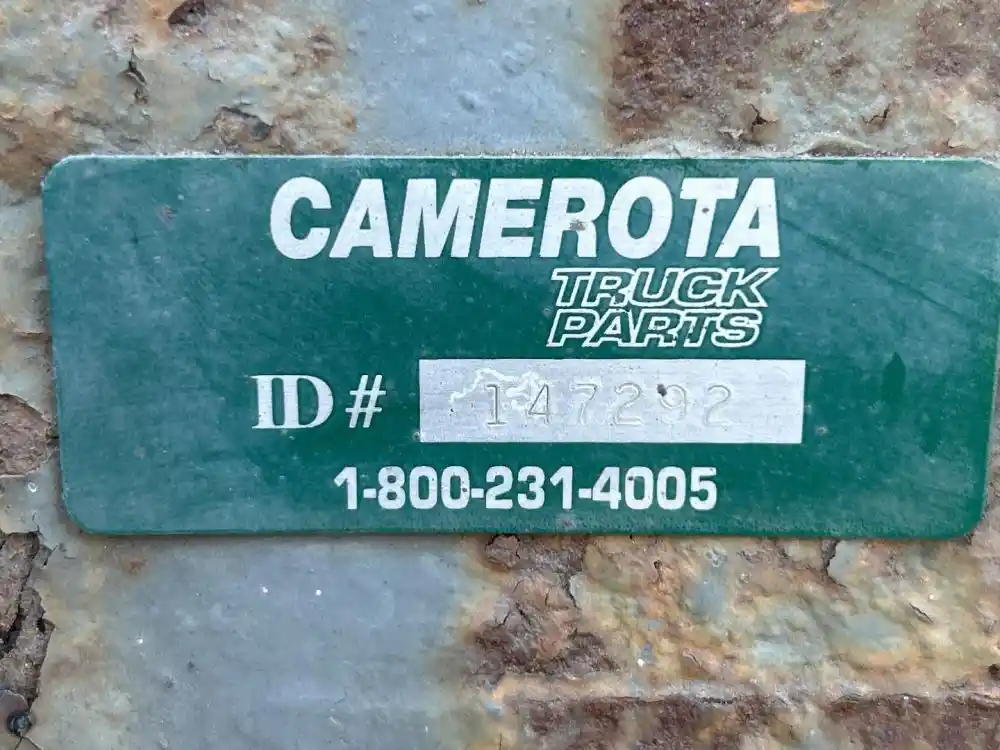 CAMEROTA
TRUCK
PARTS
ID# 147292
1-800-231-4005